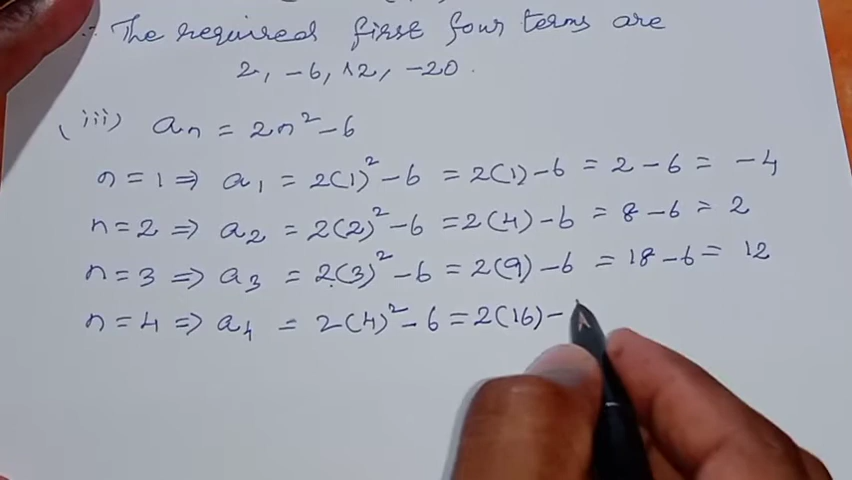 ∴ The required first four terms are
2, -6, 12, -20.
(iii) aₙ = 2n² - 6
n = 1 ⇒ a₁ = 2(1)² - 6 = 2(1) - 6 = 2 - 6 = -4
n = 2 ⇒ a₂ = 2(2)² - 6 = 2(4) - 6 = 8 - 6 = 2
n = 3 ⇒ a₃ = 2(3)² - 6 = 2(9) - 6 = 18 - 6 = 12
n = 4 ⇒ a₄ = 2(4)² - 6 = 2(16) -